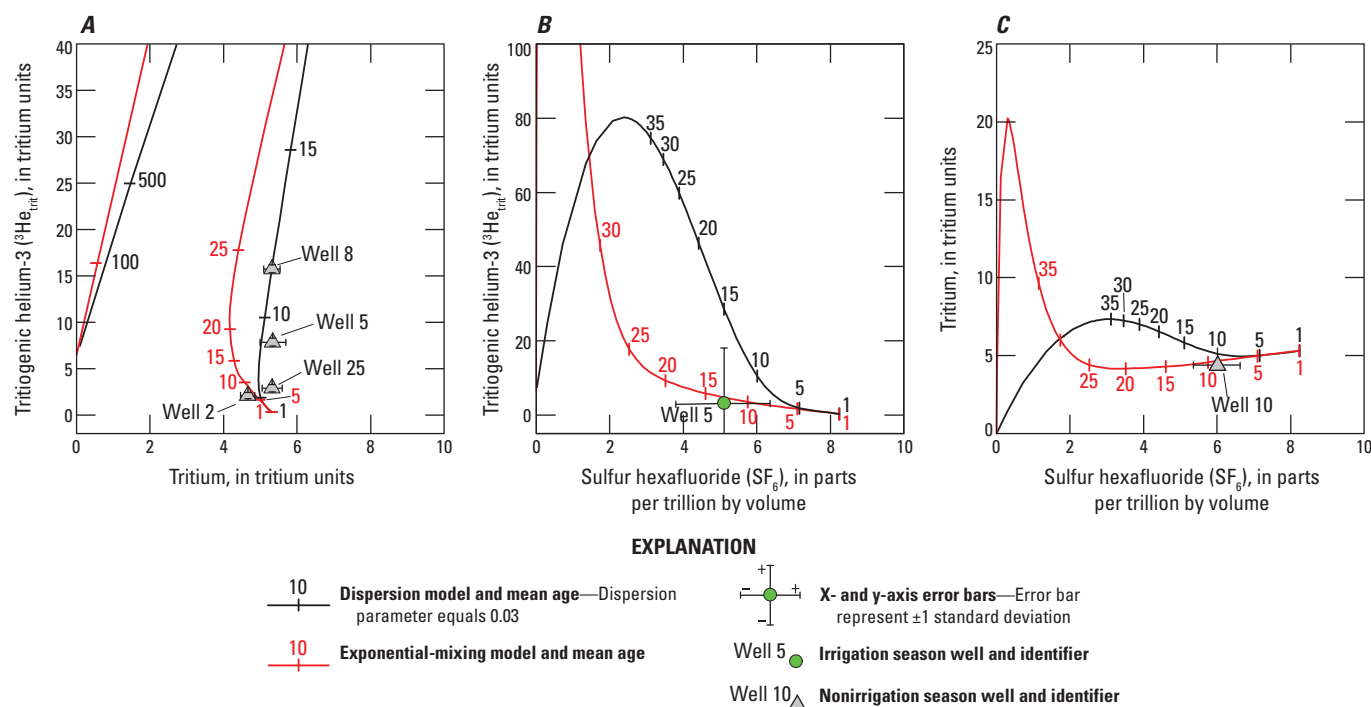 A
Tritiogenic helium-3 (³He_trit), in tritium units
40
35
30
25
20
15
10
5
0
500
100
15
25
Well 8
10
20
Well 5
15
Well 25
10
Well 2
1
5
1
0 2 4 6 8 10
Tritium, in tritium units
B
Tritiogenic helium-3 (³He_trit), in tritium units
100
80
60
40
20
0
35
30
25
20
30
15
25
20
10
15
Well 5
10
5
5
1
1
0 2 4 6 8 10
Sulfur hexafluoride (SF₆), in parts
per trillion by volume
C
Tritium, in tritium units
25
20
15
10
5
0
35
30
35
25
20
15
10
5
1
25
20
15
10
5
1
Well 10
0 2 4 6 8 10
Sulfur hexafluoride (SF₆), in parts
per trillion by volume
EXPLANATION
10
Dispersion model and mean age—Dispersion
parameter equals 0.03
10
Exponential-mixing model and mean age
+
- +
-
X- and y-axis error bars—Error bar
represent ±1 standard deviation
Well 5 Irrigation season well and identifier
Well 10 Nonirrigation season well and identifier